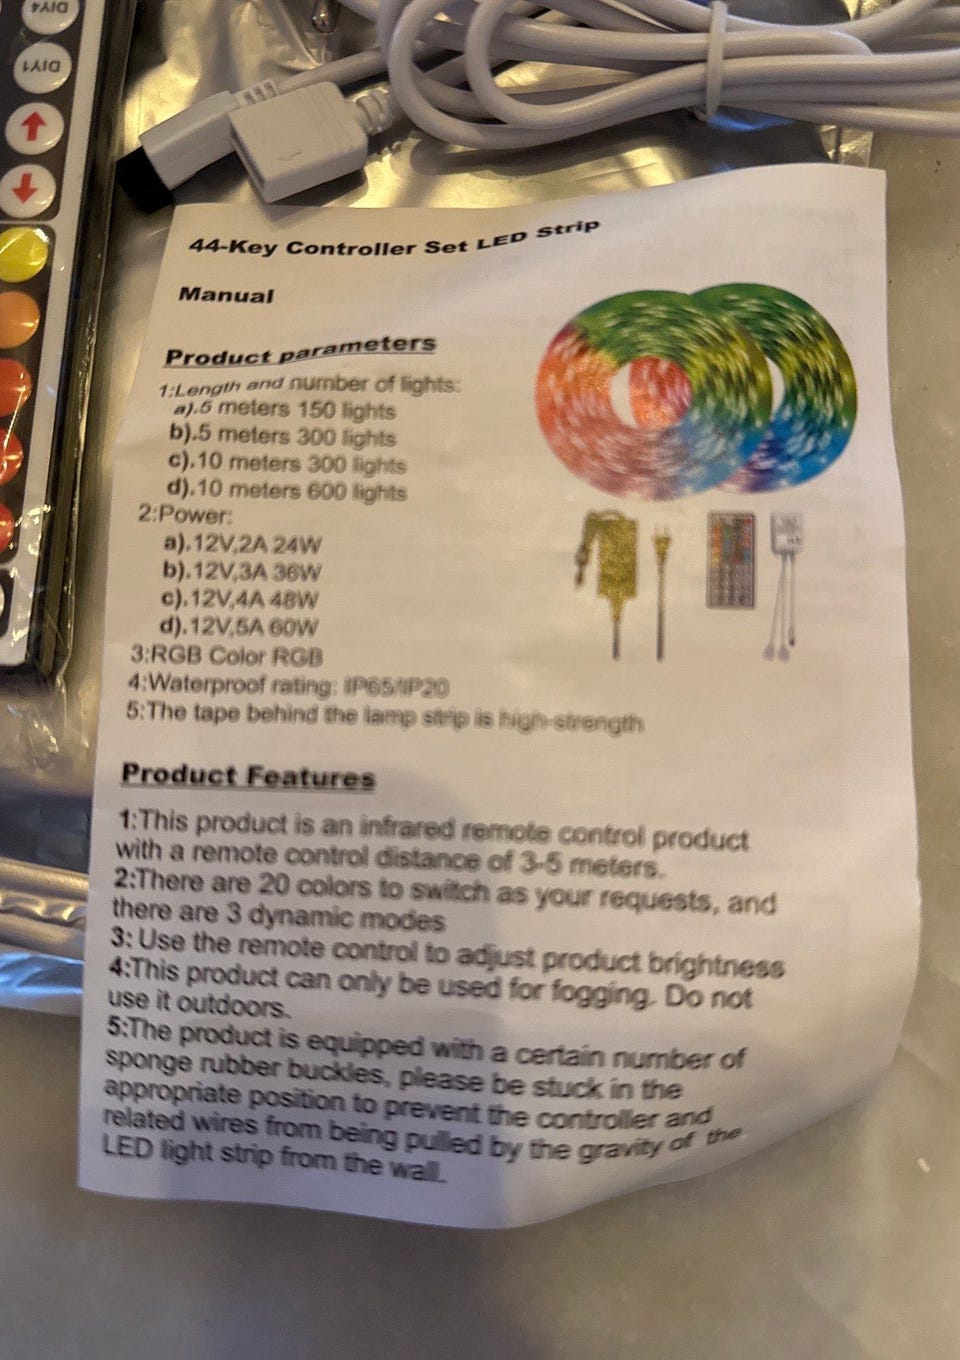 DIY4
DIY1
44-Key Controller Set LED Strip
Manual
Product parameters
1:Length and number of lights:
a).5 meters 150 lights
b).5 meters 300 lights
c).10 meters 300 lights
d).10 meters 600 lights
2:Power:
a).12V,2A 24W
b).12V,3A 36W
c).12V,4A 48W
d).12V,5A 60W
3:RGB Color RGB
4:Waterproof rating: IP65/IP20
5:The tape behind the lamp strip is high-strength
Product Features
1:This product is an infrared remote control product
with a remote control distance of 3-5 meters.
2:There are 20 colors to switch as your requests, and
there are 3 dynamic modes
3: Use the remote control to adjust product brightness
4:This product can only be used for fogging. Do not
use it outdoors.
5:The product is equipped with a certain number of
sponge rubber buckles, please be stuck in the
appropriate position to prevent the controller and
related wires from being pulled by the gravity of the
LED light strip from the wall.